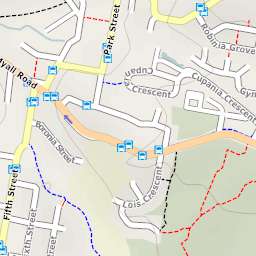 Robinia Grove
Park Street
Myall Road
Cupania Crescent
Cupania
Crescent
Boronia Street
Lois Crescent
Fifth Street
Sixth Street